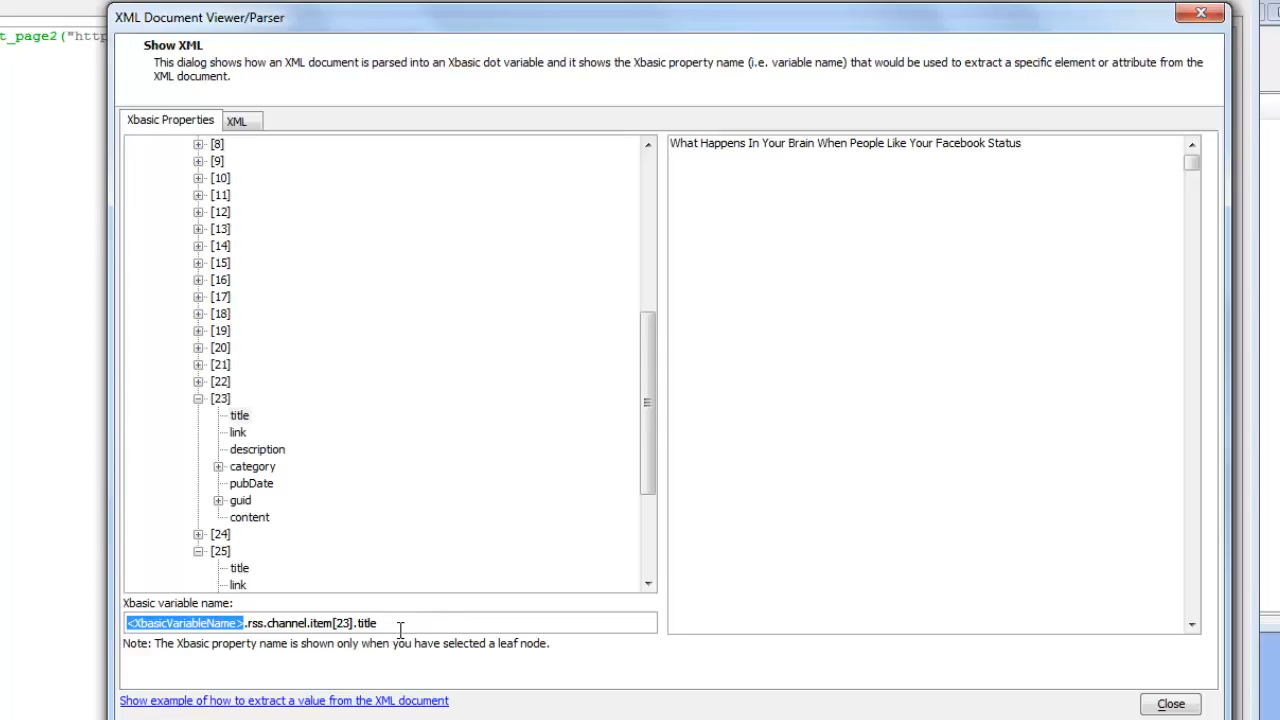 t_page2("http
XML Document Viewer/Parser
Show XML
This dialog shows how an XML document is parsed into an Xbasic dot variable and it shows the Xbasic property name (i.e. variable name) that would be used to extract a specific element or attribute from the
XML document.
Xbasic Properties
XML
[8]
[9]
[10]
[11]
[12]
[13]
[14]
[15]
[16]
[17]
[18]
[19]
[20]
[21]
[22]
[23]
title
link
description
category
pubDate
guid
content
[24]
[25]
title
link
What Happens In Your Brain When People Like Your Facebook Status
Xbasic variable name:
<XbasicVariableName>.rss.channel.item[23].title
Note: The Xbasic property name is shown only when you have selected a leaf node.
Show example of how to extract a value from the XML document
Close